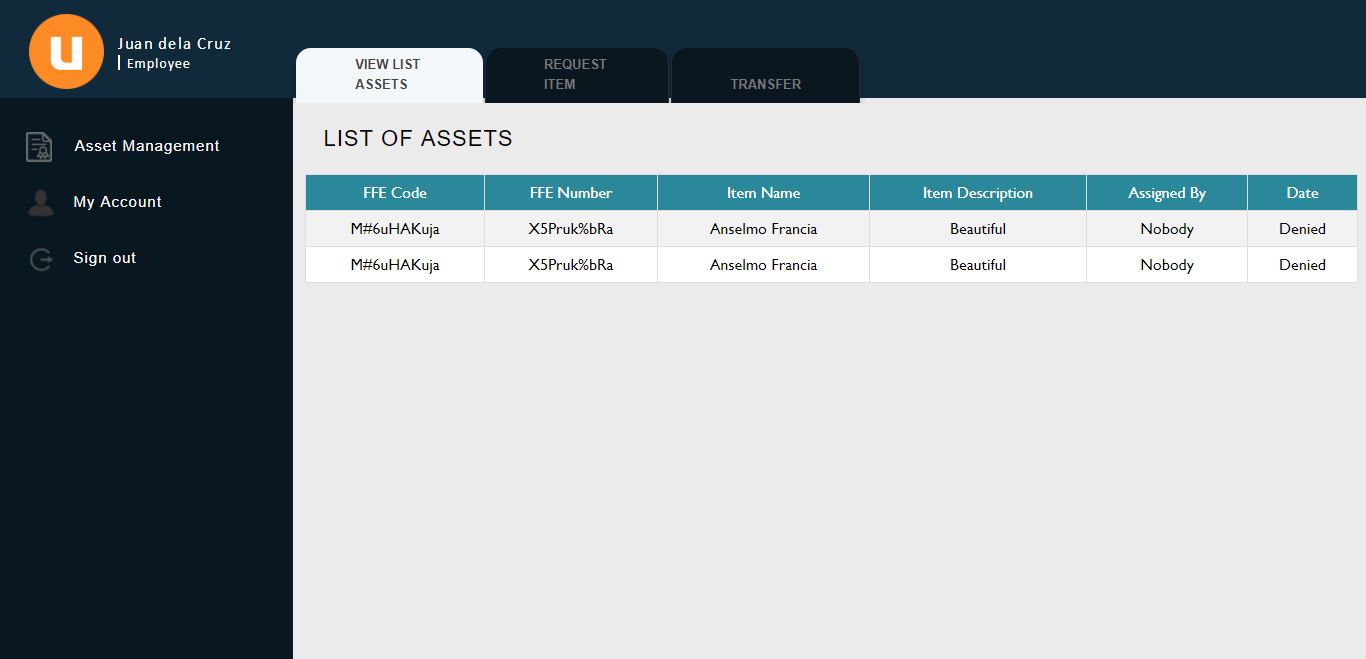 u
Juan dela Cruz
Employee
VIEW LIST
ASSETS
REQUEST
ITEM
TRANSFER
Asset Management
My Account
Sign out
LIST OF ASSETS
FFE Code FFE Number Item Name Item Description Assigned By Date
M#6uHAKuja X5Pruk%bRa Anselmo Francia Beautiful Nobody Denied
M#6uHAKuja X5Pruk%bRa Anselmo Francia Beautiful Nobody Denied